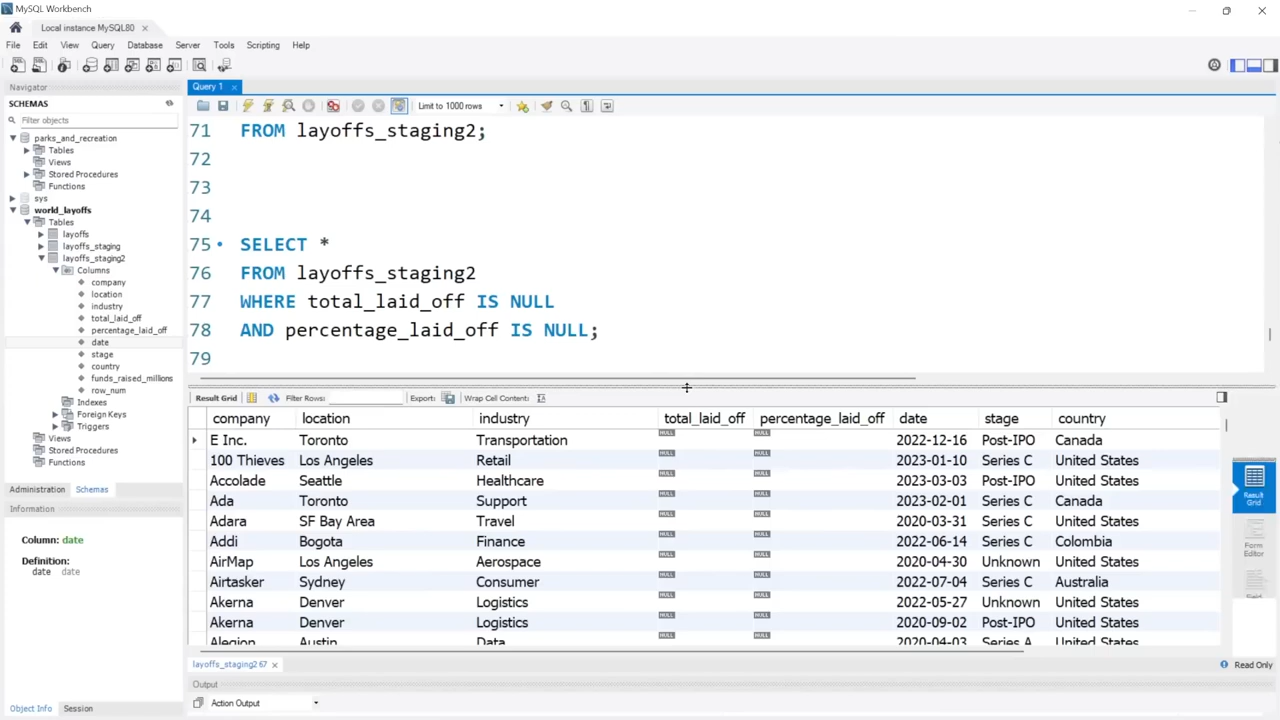 MySQL Workbench
Local instance MySQL80
File Edit View Query Database Server Tools Scripting Help
Navigator
SCHEMAS
Filter objects
parks_and_recreation
Tables
Views
Stored Procedures
Functions
sys
world_layoffs
Tables
layoffs
layoffs_staging
layoffs_staging2
Columns
company
location
industry
total_laid_off
percentage_laid_off
date
stage
country
funds_raised_millions
row_num
Indexes
Foreign Keys
Triggers
Views
Stored Procedures
Functions
Administration Schemas
Information
Column: date
Definition:
date date
Object Info Session
Query 1
Limit to 1000 rows
71 FROM layoffs_staging2;
72
73
74
75 SELECT *
76 FROM layoffs_staging2
77 WHERE total_laid_off IS NULL
78 AND percentage_laid_off IS NULL;
79
Result Grid Filter Rows: Export: Wrap Cell Content:
company location industry total_laid_off percentage_laid_off date stage country
E Inc. Toronto Transportation NULL NULL 2022-12-16 Post-IPO Canada
100 Thieves Los Angeles Retail NULL NULL 2023-01-10 Series C United States
Accolade Seattle Healthcare NULL NULL 2023-03-03 Post-IPO United States
Ada Toronto Support NULL NULL 2023-02-01 Series C Canada
Adara SF Bay Area Travel NULL NULL 2020-03-31 Series C United States
Addi Bogota Finance NULL NULL 2022-06-14 Series C Colombia
AirMap Los Angeles Aerospace NULL NULL 2020-04-30 Unknown United States
Airtasker Sydney Consumer NULL NULL 2022-07-04 Series C Australia
Akerna Denver Logistics NULL NULL 2022-05-27 Unknown United States
Akerna Denver Logistics NULL NULL 2020-09-02 Post-IPO United States
Alegion Austin Data NULL NULL 2020-04-03 Series A United States
Result
Grid
Form
Editor
layoffs_staging2 67
Read Only
Output
Action Output